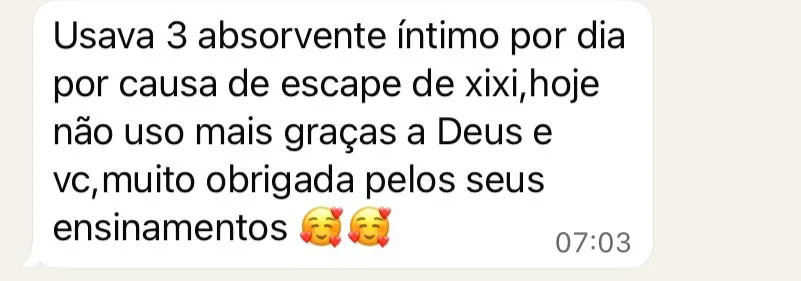 Usava 3 absorvente íntimo por dia
por causa de escape de xixi,hoje
não uso mais graças a Deus e
vc,muito obrigada pelos seus
ensinamentos 🥰🥰
07:03